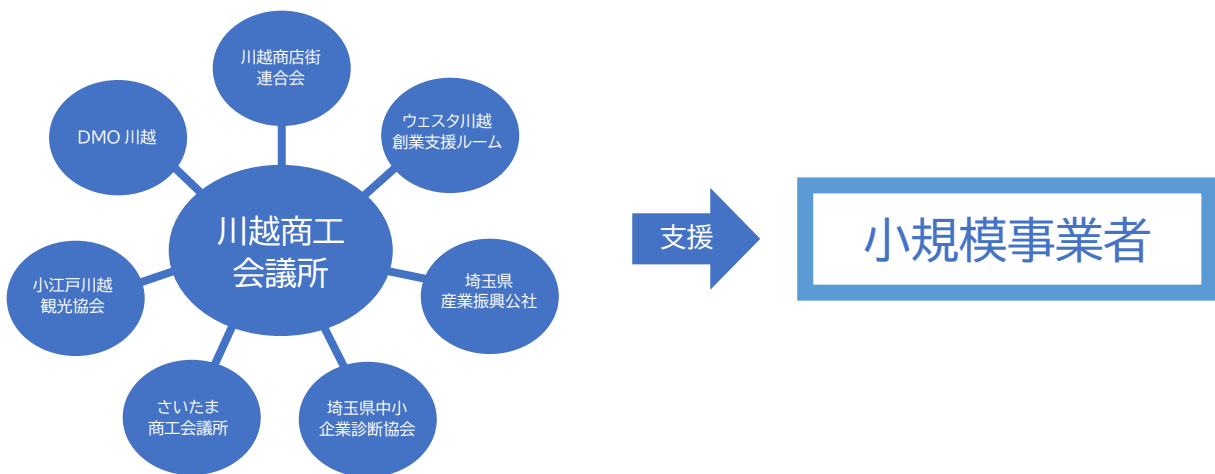 川越商店街
連合会
DMO 川越
ウェスタ川越
創業支援ルーム
川越商工
会議所
支援
小規模事業者
小江戸川越
観光協会
埼玉県
産業振興公社
さいたま
商工会議所
埼玉県中小
企業診断協会